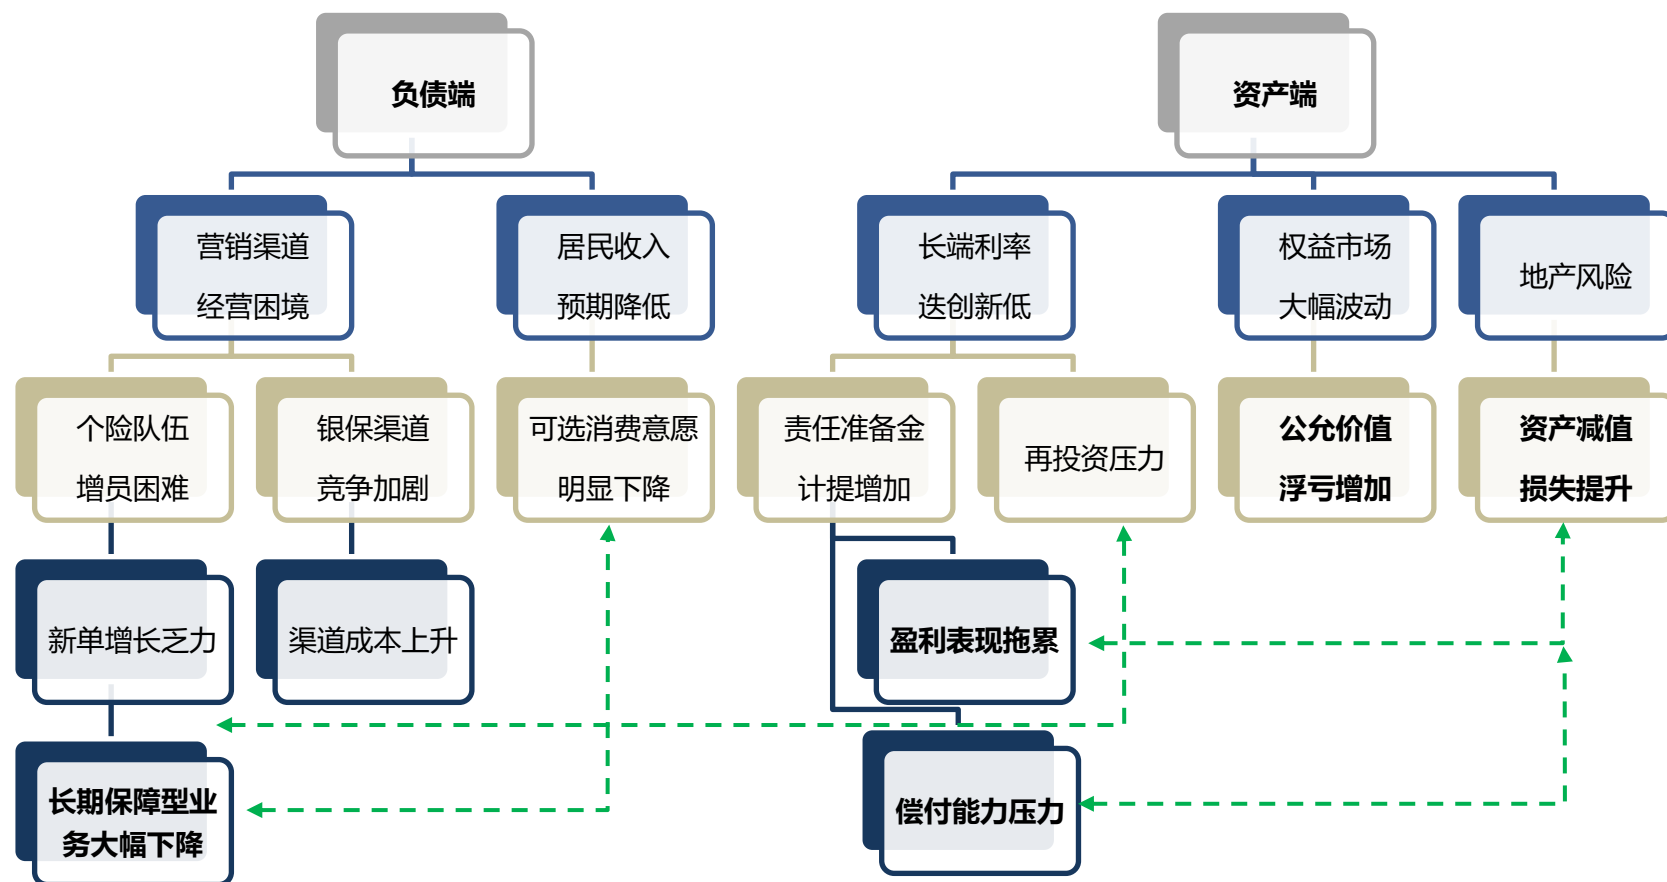 负债端
资产端
营销渠道
经营困境
居民收入
预期降低
长端利率
迭创新低
权益市场
大幅波动
地产风险
个险队伍
增员困难
银保渠道
竞争加剧
可选消费意愿
明显下降
责任准备金
计提增加
再投资压力
公允价值
浮亏增加
资产减值
损失提升
新单增长乏力
渠道成本上升
盈利表现拖累
长期保障型业
务大幅下降
偿付能力压力